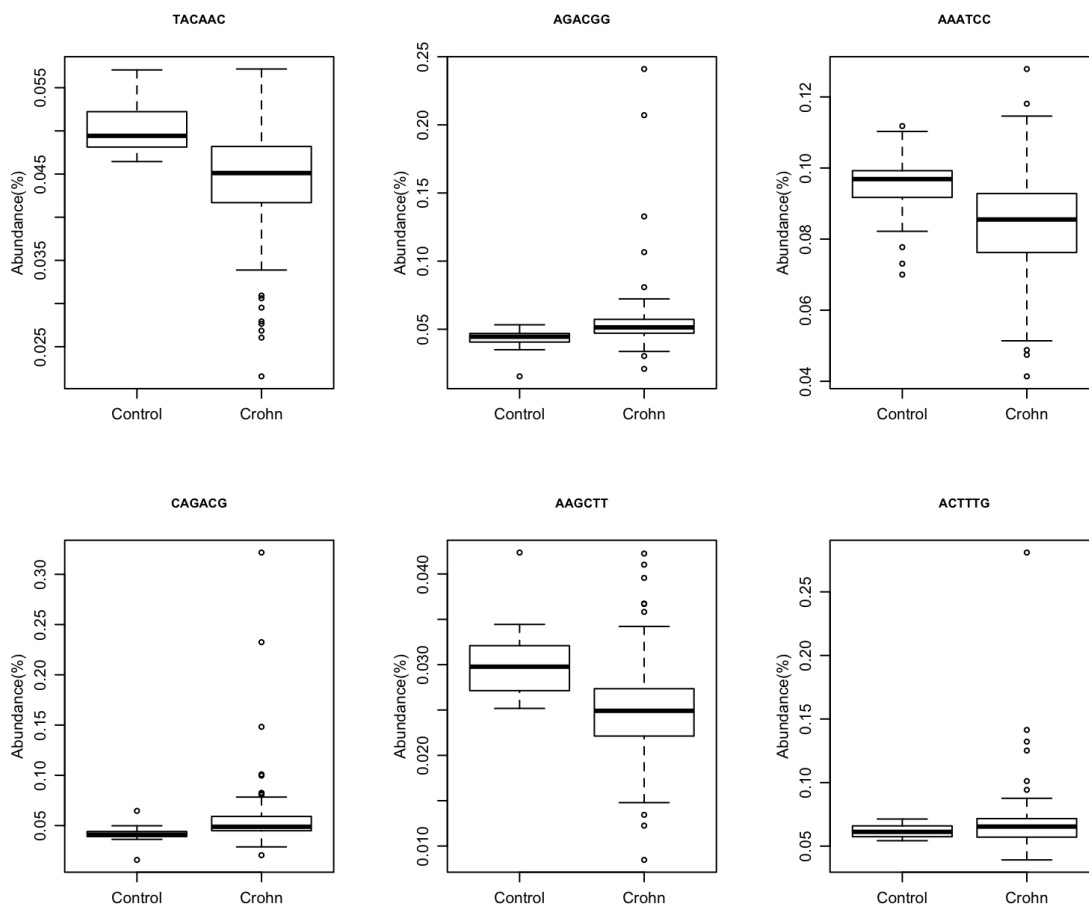 TACAAC
Abundance(%)
0.025
0.035
0.045
0.055
Control
Crohn
AGACGG
Abundance(%)
0.05
0.10
0.15
0.20
0.25
Control
Crohn
AAATCC
Abundance(%)
0.04
0.06
0.08
0.10
0.12
Control
Crohn
CAGACG
Abundance(%)
0.05
0.10
0.15
0.20
0.25
0.30
Control
Crohn
AAGCTT
Abundance(%)
0.010
0.020
0.030
0.040
Control
Crohn
ACTTTG
Abundance(%)
0.05
0.10
0.15
0.20
0.25
Control
Crohn